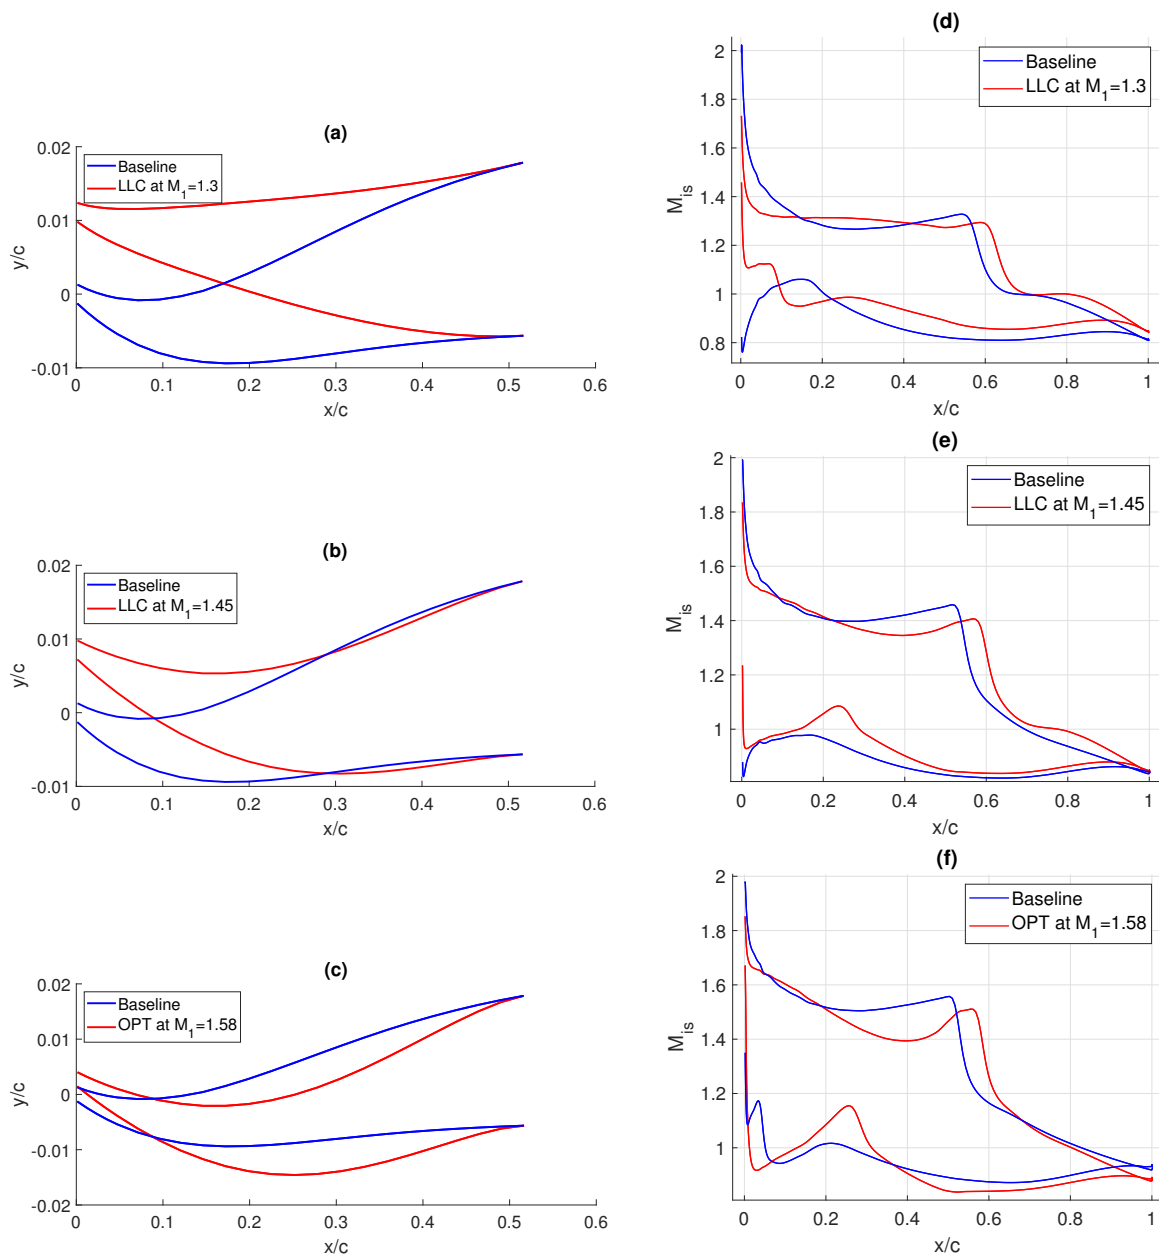 (a)
0.02
0.01
0
-0.01
y/c
Baseline
LLC at M1=1.3
0 0.1 0.2 0.3 0.4 0.5 0.6
x/c
(d)
2
1.8
1.6
1.4
1.2
1
0.8
M_is
Baseline
LLC at M_1=1.3
0 0.2 0.4 0.6 0.8 1
x/c
(b)
0.02
0.01
0
-0.01
y/c
Baseline
LLC at M_1=1.45
0 0.1 0.2 0.3 0.4 0.5 0.6
x/c
(e)
2
1.8
1.6
1.4
1.2
1
M_is
Baseline
LLC at M_1=1.45
0 0.2 0.4 0.6 0.8 1
x/c
(c)
0.02
0.01
0
-0.01
-0.02
y/c
Baseline
OPT at M_1=1.58
0 0.1 0.2 0.3 0.4 0.5 0.6
x/c
(f)
2
1.8
1.6
1.4
1.2
1
M_is
Baseline
OPT at M_1=1.58
0 0.2 0.4 0.6 0.8 1
x/c